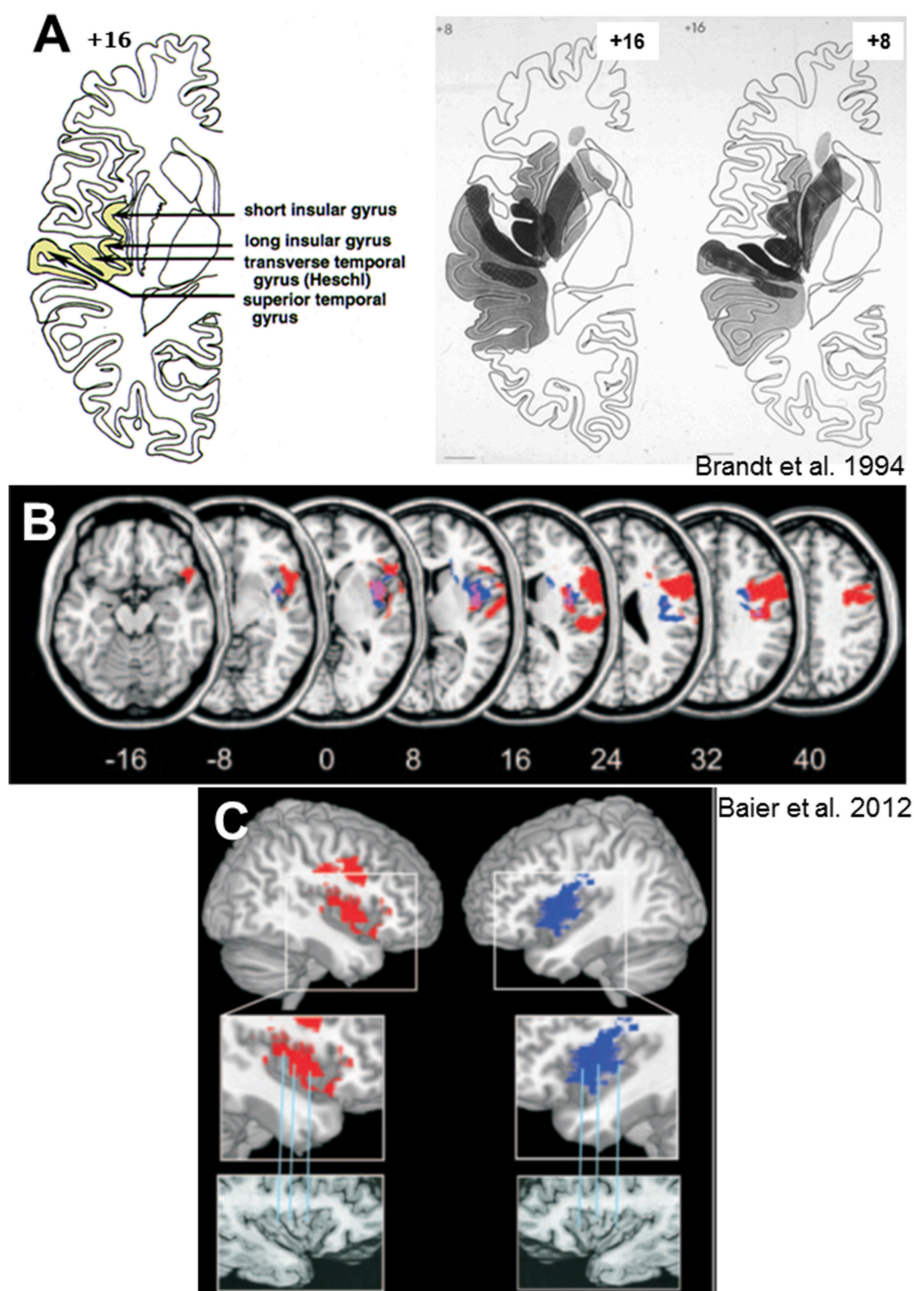 A
+16
short insular gyrus
long insular gyrus
transverse temporal
gyrus (Heschl)
superior temporal
gyrus
+8
+16
+16
+8
Brandt et al. 1994
B
-16 -8 0 8 16 24 32 40
Baier et al. 2012
C